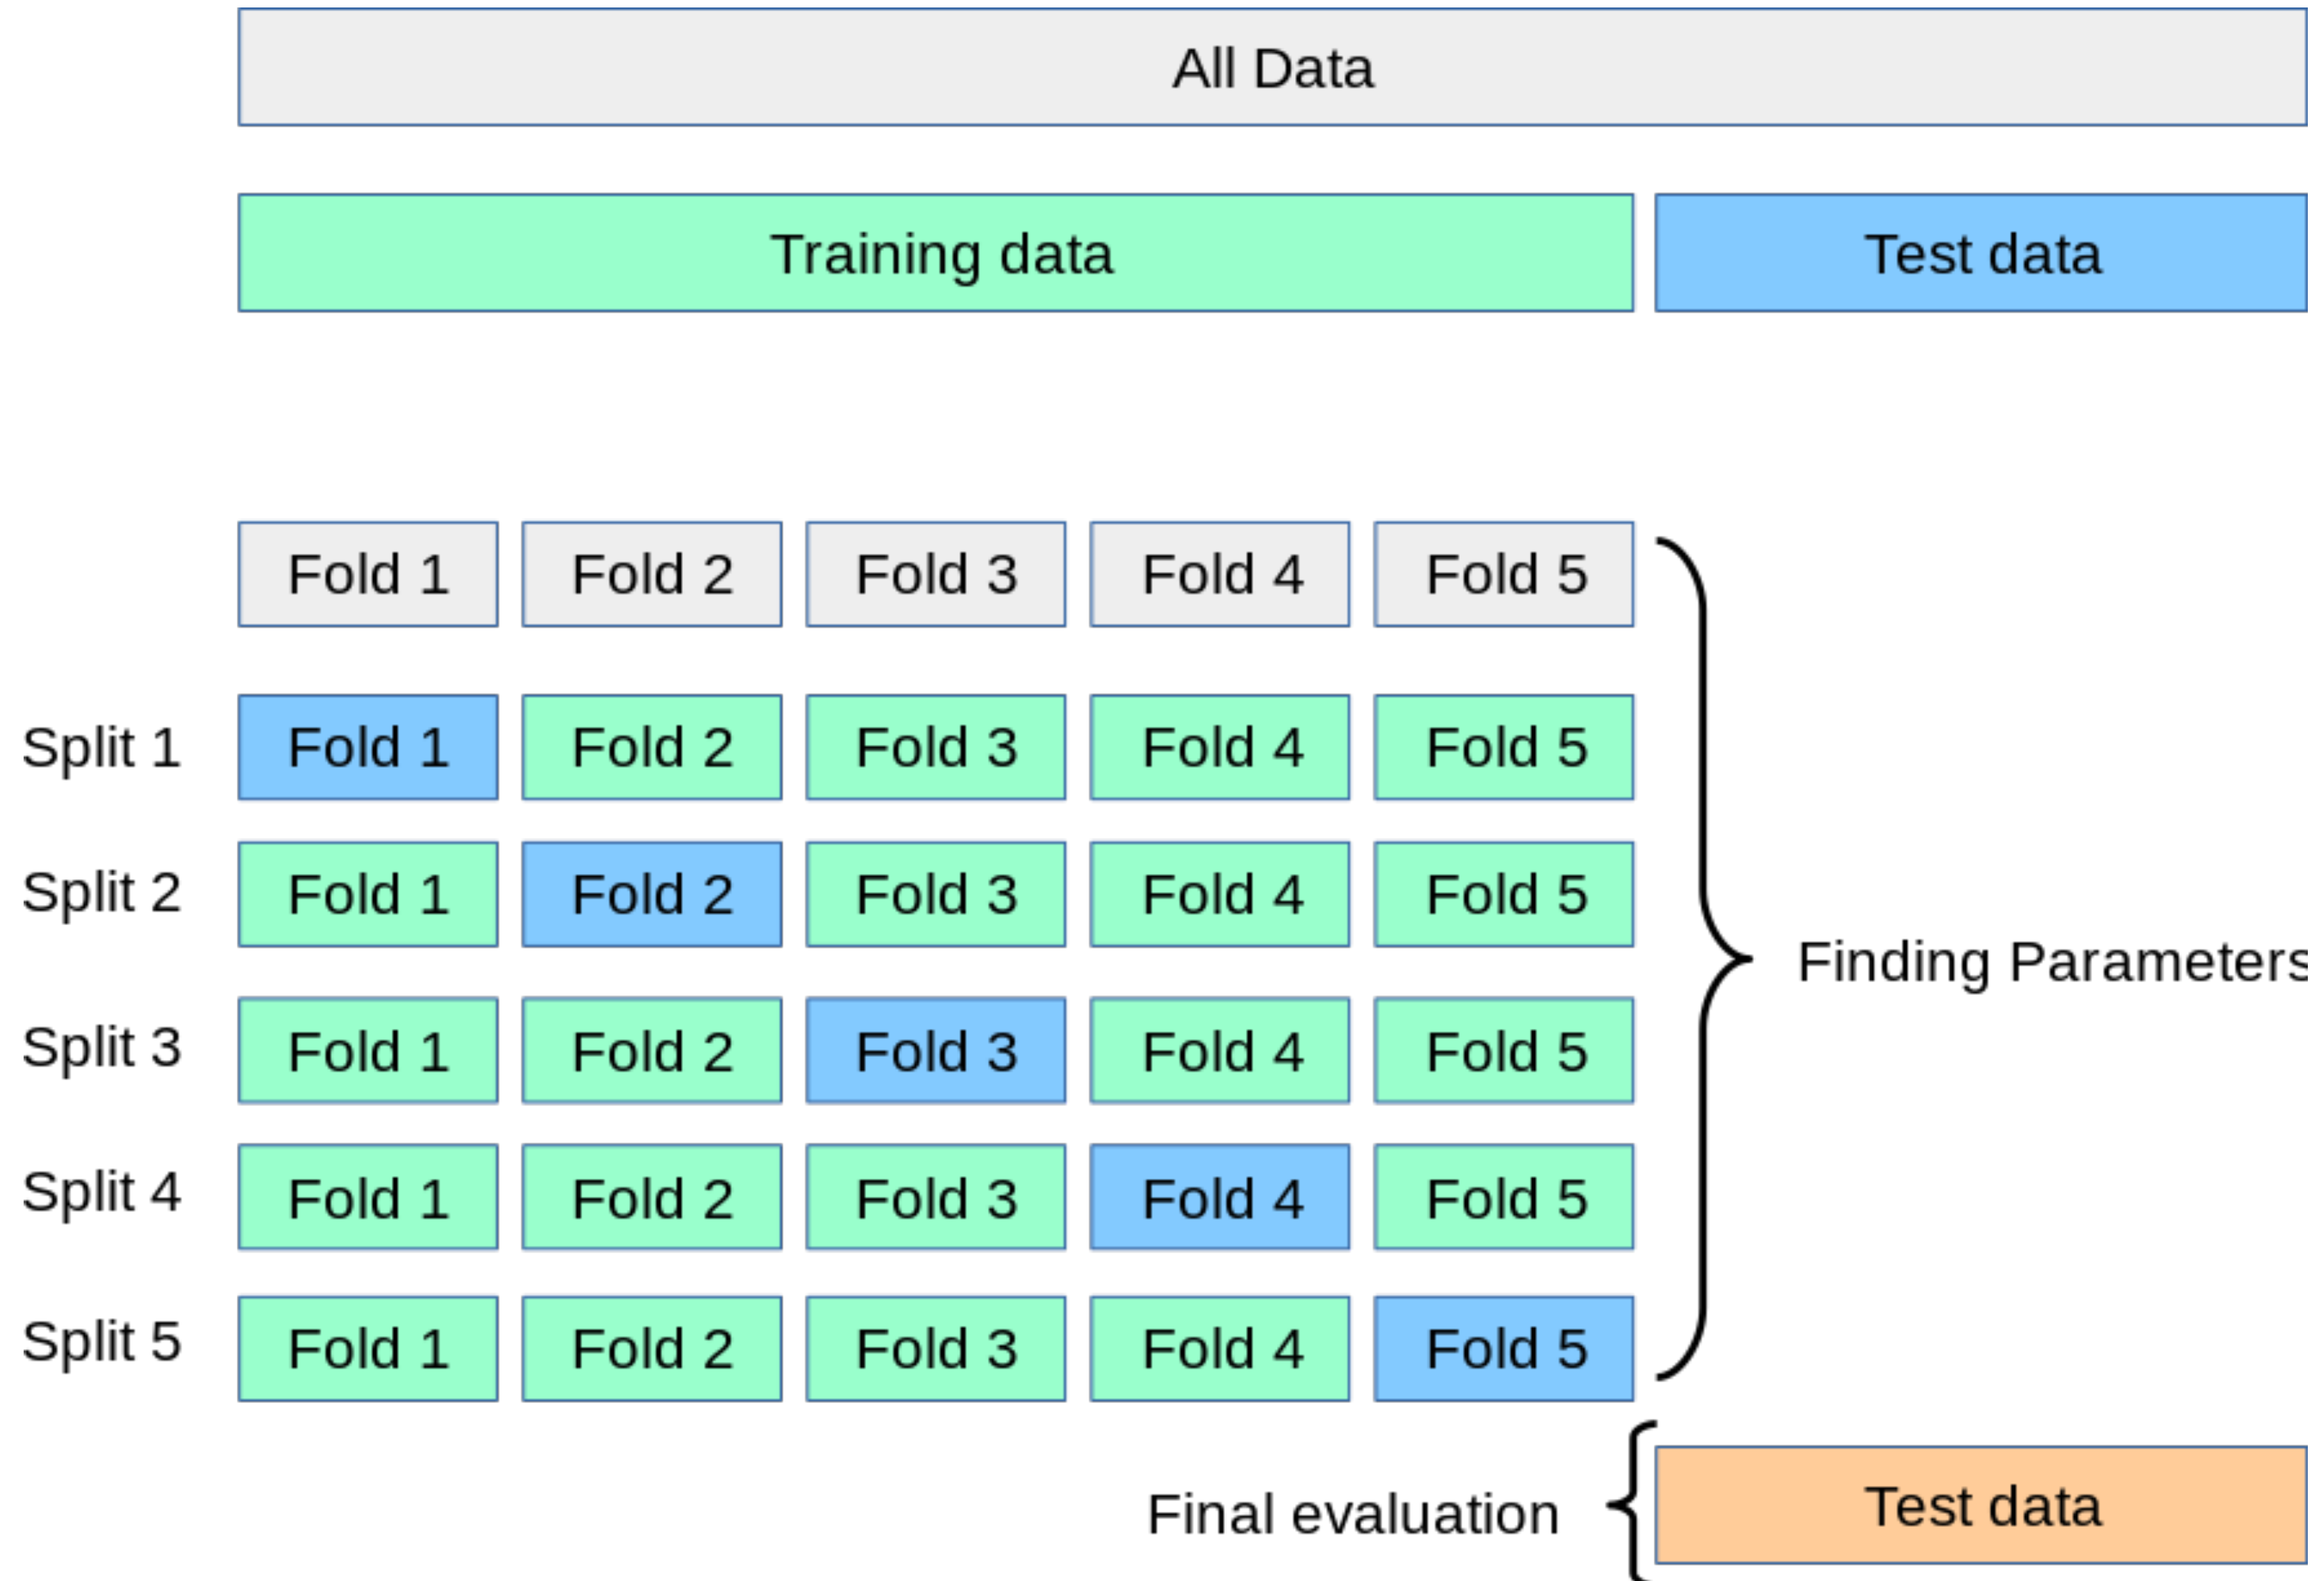 All Data
Training data Test data
Fold 1 Fold 2 Fold 3 Fold 4 Fold 5
Split 1 Fold 1 Fold 2 Fold 3 Fold 4 Fold 5
Split 2 Fold 1 Fold 2 Fold 3 Fold 4 Fold 5
Finding Parameters
Split 3 Fold 1 Fold 2 Fold 3 Fold 4 Fold 5
Split 4 Fold 1 Fold 2 Fold 3 Fold 4 Fold 5
Split 5 Fold 1 Fold 2 Fold 3 Fold 4 Fold 5
Final evaluation Test data